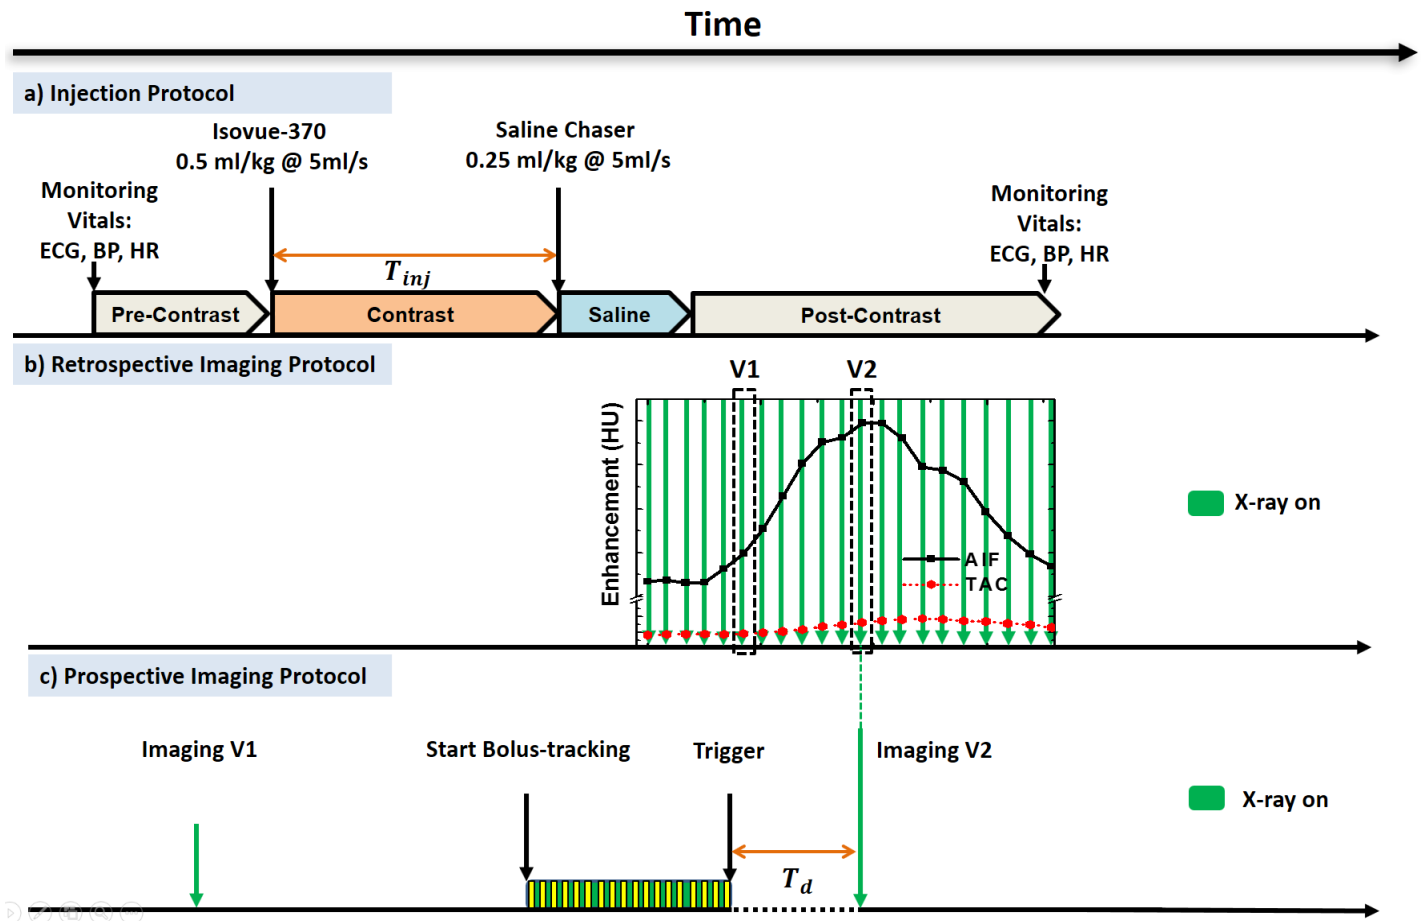 Time
a) Injection Protocol
Isovue-370
0.5 ml/kg @ 5ml/s
Saline Chaser
0.25 ml/kg @ 5ml/s
Monitoring
Vitals:
ECG, BP, HR
Monitoring
Vitals:
ECG, BP, HR
T_inj
Pre-Contrast
Contrast
Saline
Post-Contrast
b) Retrospective Imaging Protocol
V1
V2
Enhancement (HU)
AIF
TAC
X-ray on
c) Prospective Imaging Protocol
Imaging V1
Start Bolus-tracking
Trigger
Imaging V2
X-ray on
T_d